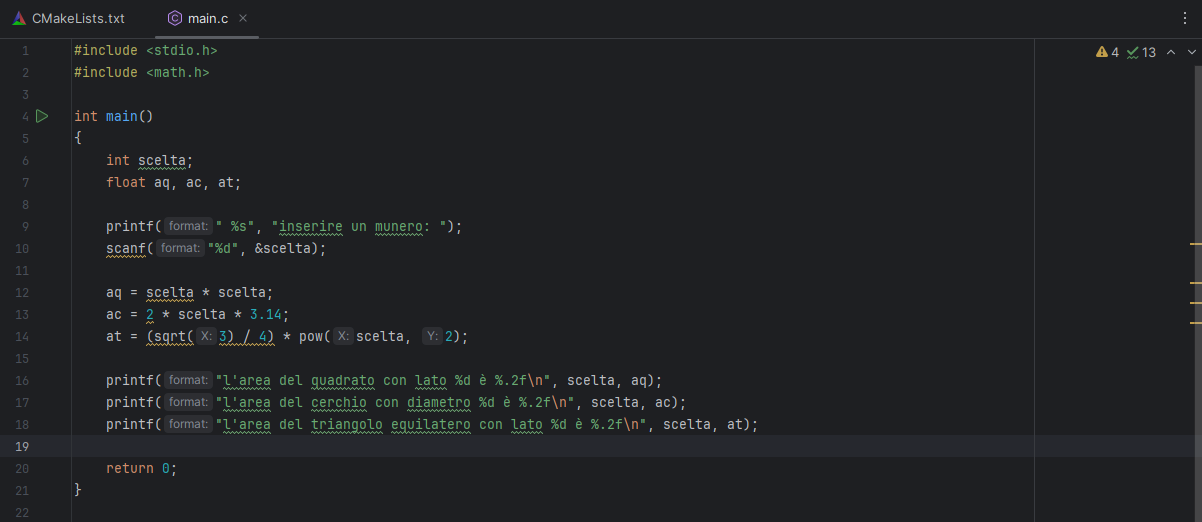 CMakeLists.txt main.c
4 13
1 #include <stdio.h>
2 #include <math.h>
3
4 int main()
5 {
6 int scelta;
7 float aq, ac, at;
8
9 printf( format: " %s", "inserire un munero: ");
10 scanf( format: "%d", &scelta);
11
12 aq = scelta * scelta;
13 ac = 2 * scelta * 3.14;
14 at = (sqrt( X: 3) / 4) * pow( X: scelta, Y: 2);
15
16 printf( format: "l'area del quadrato con lato %d è %.2f\n", scelta, aq);
17 printf( format: "l'area del cerchio con diametro %d è %.2f\n", scelta, ac);
18 printf( format: "l'area del triangolo equilatero con lato %d è %.2f\n", scelta, at);
19
20 return 0;
21 }
22